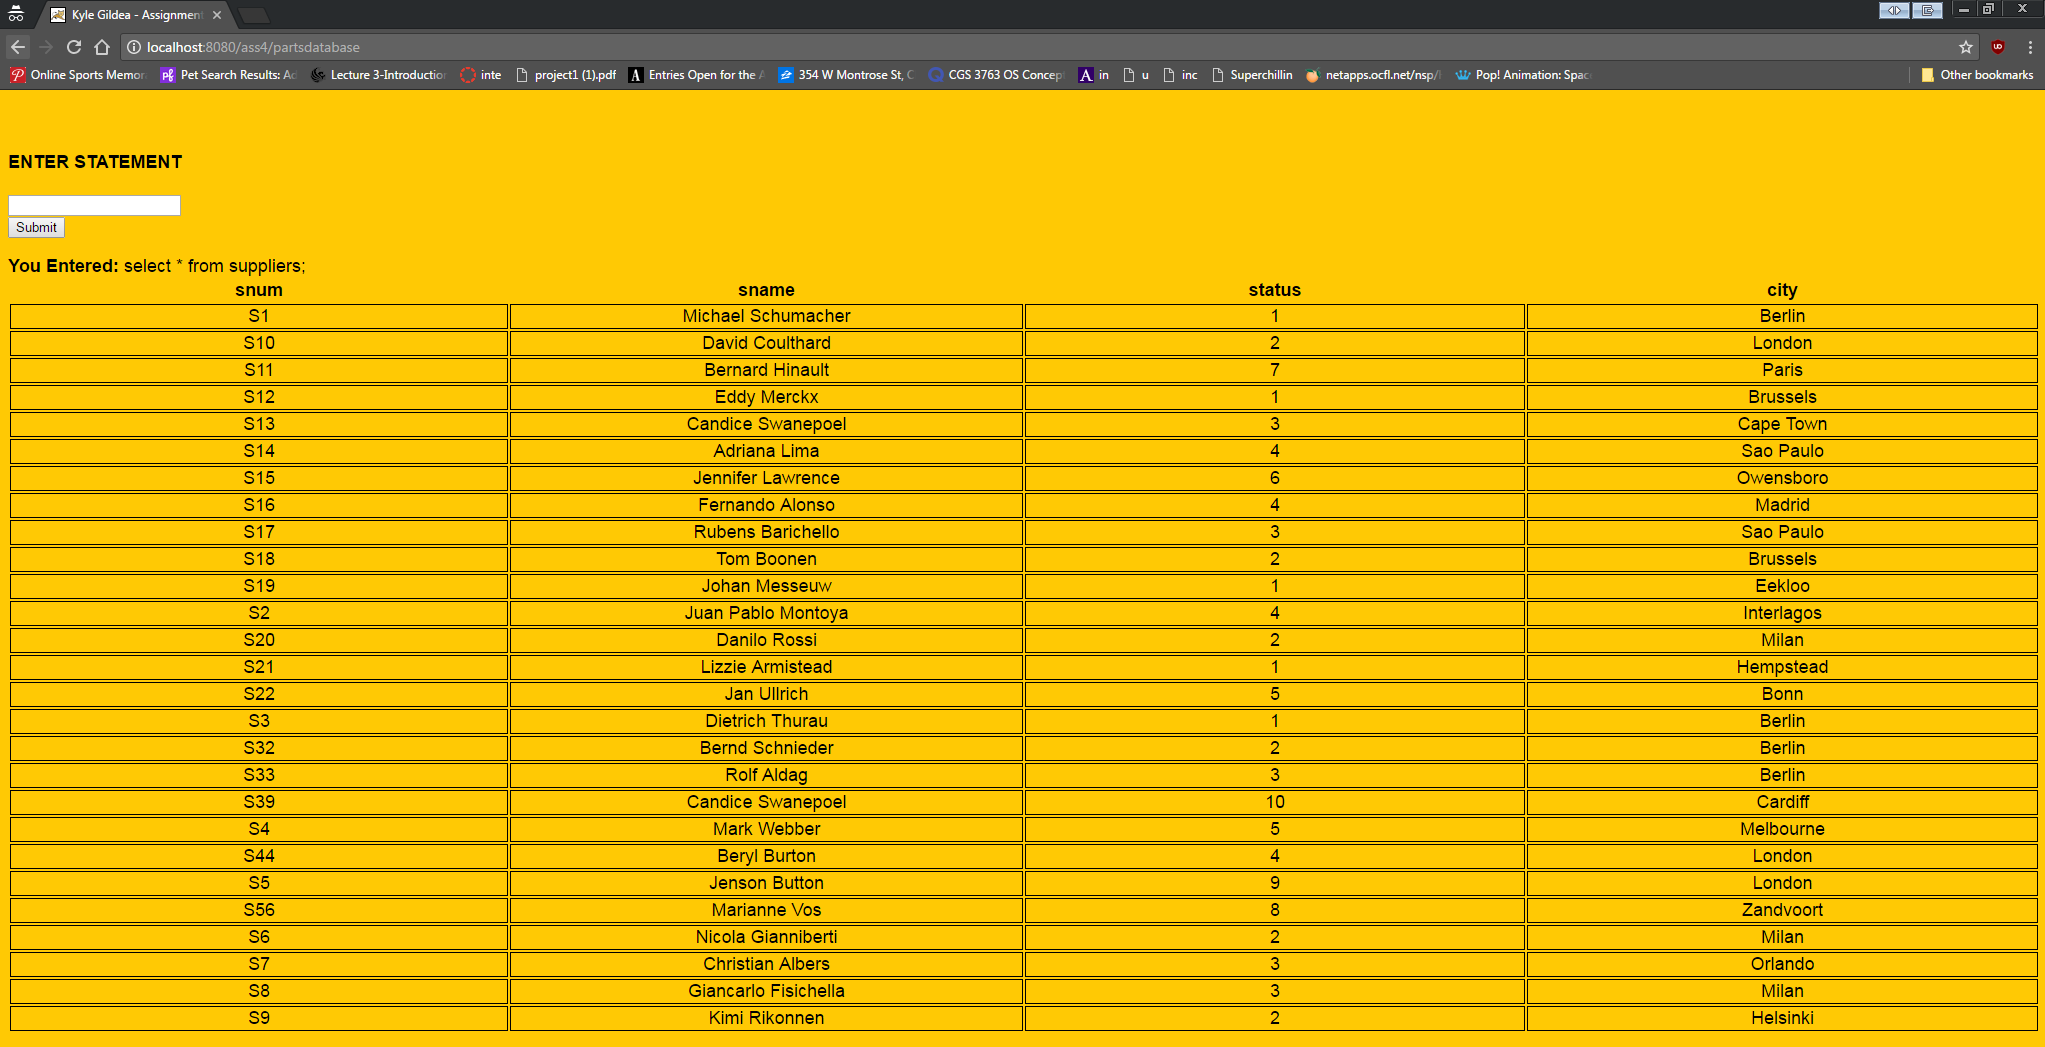 Kyle Gildea - Assignment
localhost:8080/ass4/partsdatabase
Online Sports Memor Pet Search Results: Ad Lecture 3-Introduction inte project1 (1).pdf Entries Open for the A 354 W Montrose St, C CGS 3763 OS Concep in u inc Superchillin netapps.ocfl.net/nsp/ Pop! Animation: Spac Other bookmarks
ENTER STATEMENT
Submit
You Entered: select * from suppliers;
snum sname status city
S1 Michael Schumacher 1 Berlin
S10 David Coulthard 2 London
S11 Bernard Hinault 7 Paris
S12 Eddy Merckx 1 Brussels
S13 Candice Swanepoel 3 Cape Town
S14 Adriana Lima 4 Sao Paulo
S15 Jennifer Lawrence 6 Owensboro
S16 Fernando Alonso 4 Madrid
S17 Rubens Barichello 3 Sao Paulo
S18 Tom Boonen 2 Brussels
S19 Johan Messeuw 1 Eekloo
S2 Juan Pablo Montoya 4 Interlagos
S20 Danilo Rossi 2 Milan
S21 Lizzie Armistead 1 Hempstead
S22 Jan Ullrich 5 Bonn
S3 Dietrich Thurau 1 Berlin
S32 Bernd Schnieder 2 Berlin
S33 Rolf Aldag 3 Berlin
S39 Candice Swanepoel 10 Cardiff
S4 Mark Webber 5 Melbourne
S44 Beryl Burton 4 London
S5 Jenson Button 9 London
S56 Marianne Vos 8 Zandvoort
S6 Nicola Gianniberti 2 Milan
S7 Christian Albers 3 Orlando
S8 Giancarlo Fisichella 3 Milan
S9 Kimi Rikonnen 2 Helsinki